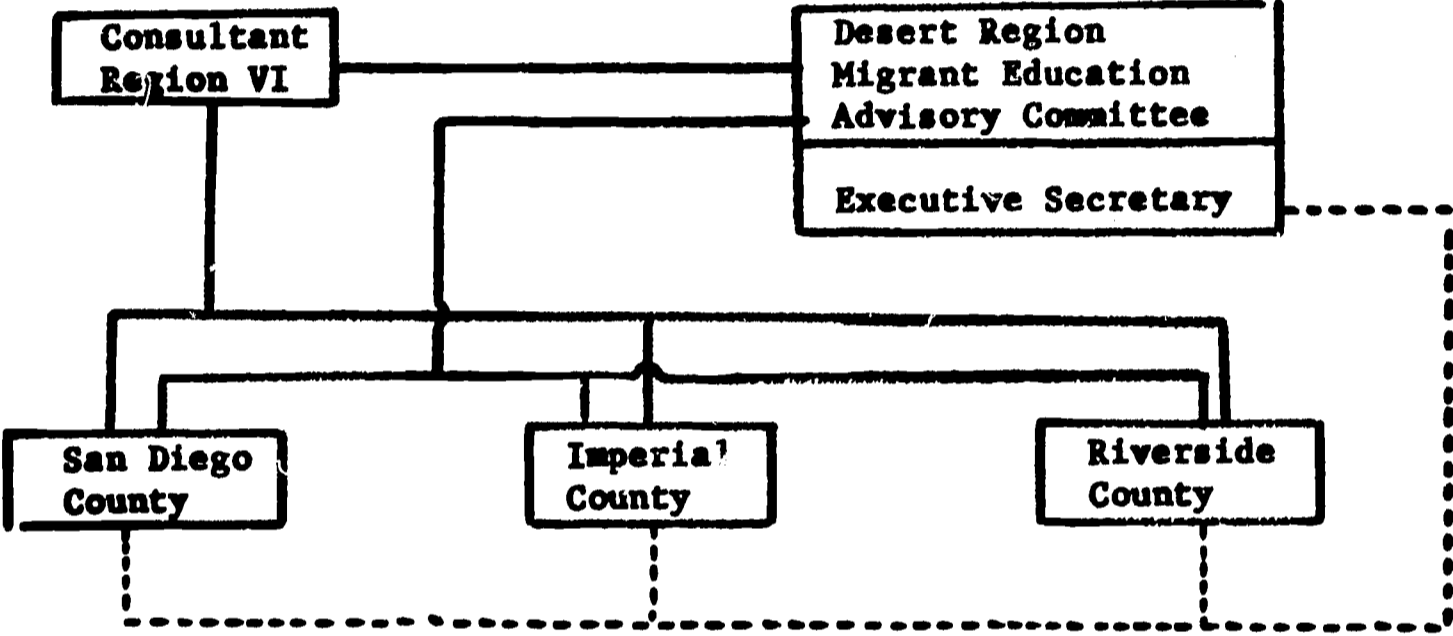 Consultant
Region VI
Desert Region
Migrant Education
Advisory Committee
Executive Secretary
San Diego
County
Imperial
County
Riverside
County